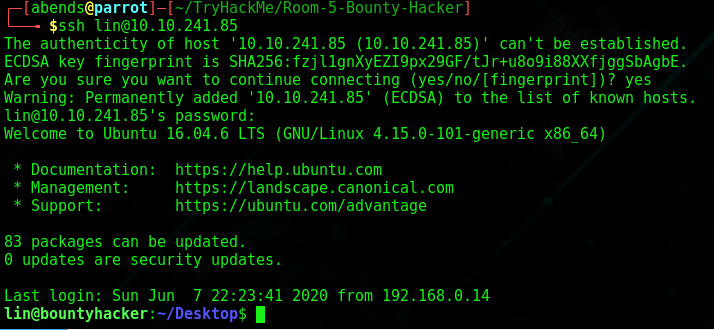 ┌─[abends@parrot]─[~/TryHackMe/Room-5-Bounty-Hacker]
└──╼ $ssh lin@10.10.241.85
The authenticity of host '10.10.241.85 (10.10.241.85)' can't be established.
ECDSA key fingerprint is SHA256:fzjl1gnXyEZI9px29GF/tJr+u8o9i88XXfjggSbAgbE.
Are you sure you want to continue connecting (yes/no/[fingerprint])? yes
Warning: Permanently added '10.10.241.85' (ECDSA) to the list of known hosts.
lin@10.10.241.85's password:
Welcome to Ubuntu 16.04.6 LTS (GNU/Linux 4.15.0-101-generic x86_64)

 * Documentation:  https://help.ubuntu.com
 * Management:     https://landscape.canonical.com
 * Support:        https://ubuntu.com/advantage

83 packages can be updated.
0 updates are security updates.

Last login: Sun Jun  7 22:23:41 2020 from 192.168.0.14
lin@bountyhacker:~/Desktop$